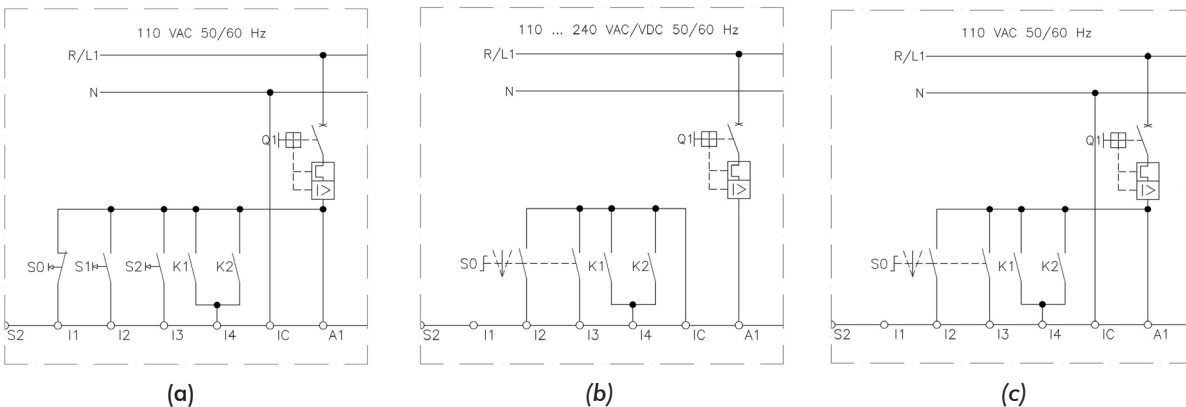 110 VAC 50/60 Hz
R/L1
N
Q1
I>
S0 S1 S2 K1 K2
S2 I1 I2 I3 I4 IC A1
(a)
110 ... 240 VAC/VDC 50/60 Hz
R/L1
N
Q1
I>
S0 K1 K2
S2 I1 I2 I3 I4 IC A1
(b)
110 VAC 50/60 Hz
R/L1
N
Q1
I>
S0 K1 K2
S2 I1 I2 I3 I4 IC A1
(c)